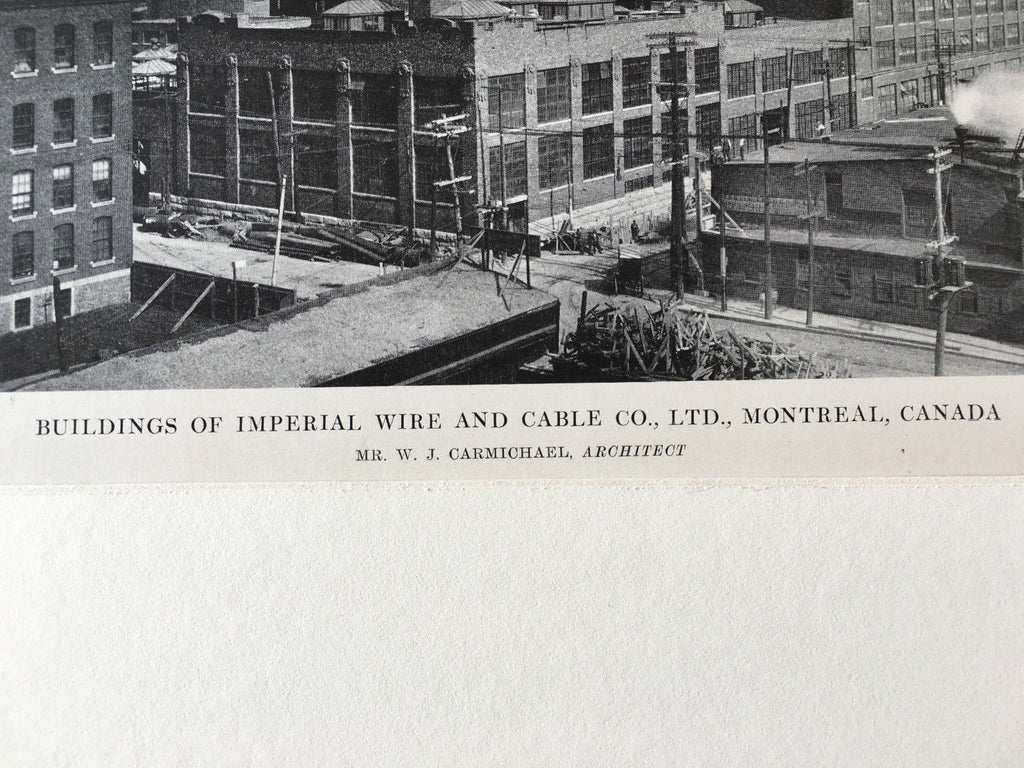 BUILDINGS OF IMPERIAL WIRE AND CABLE CO., LTD., MONTREAL, CANADA
MR. W. J. CARMICHAEL, ARCHITECT